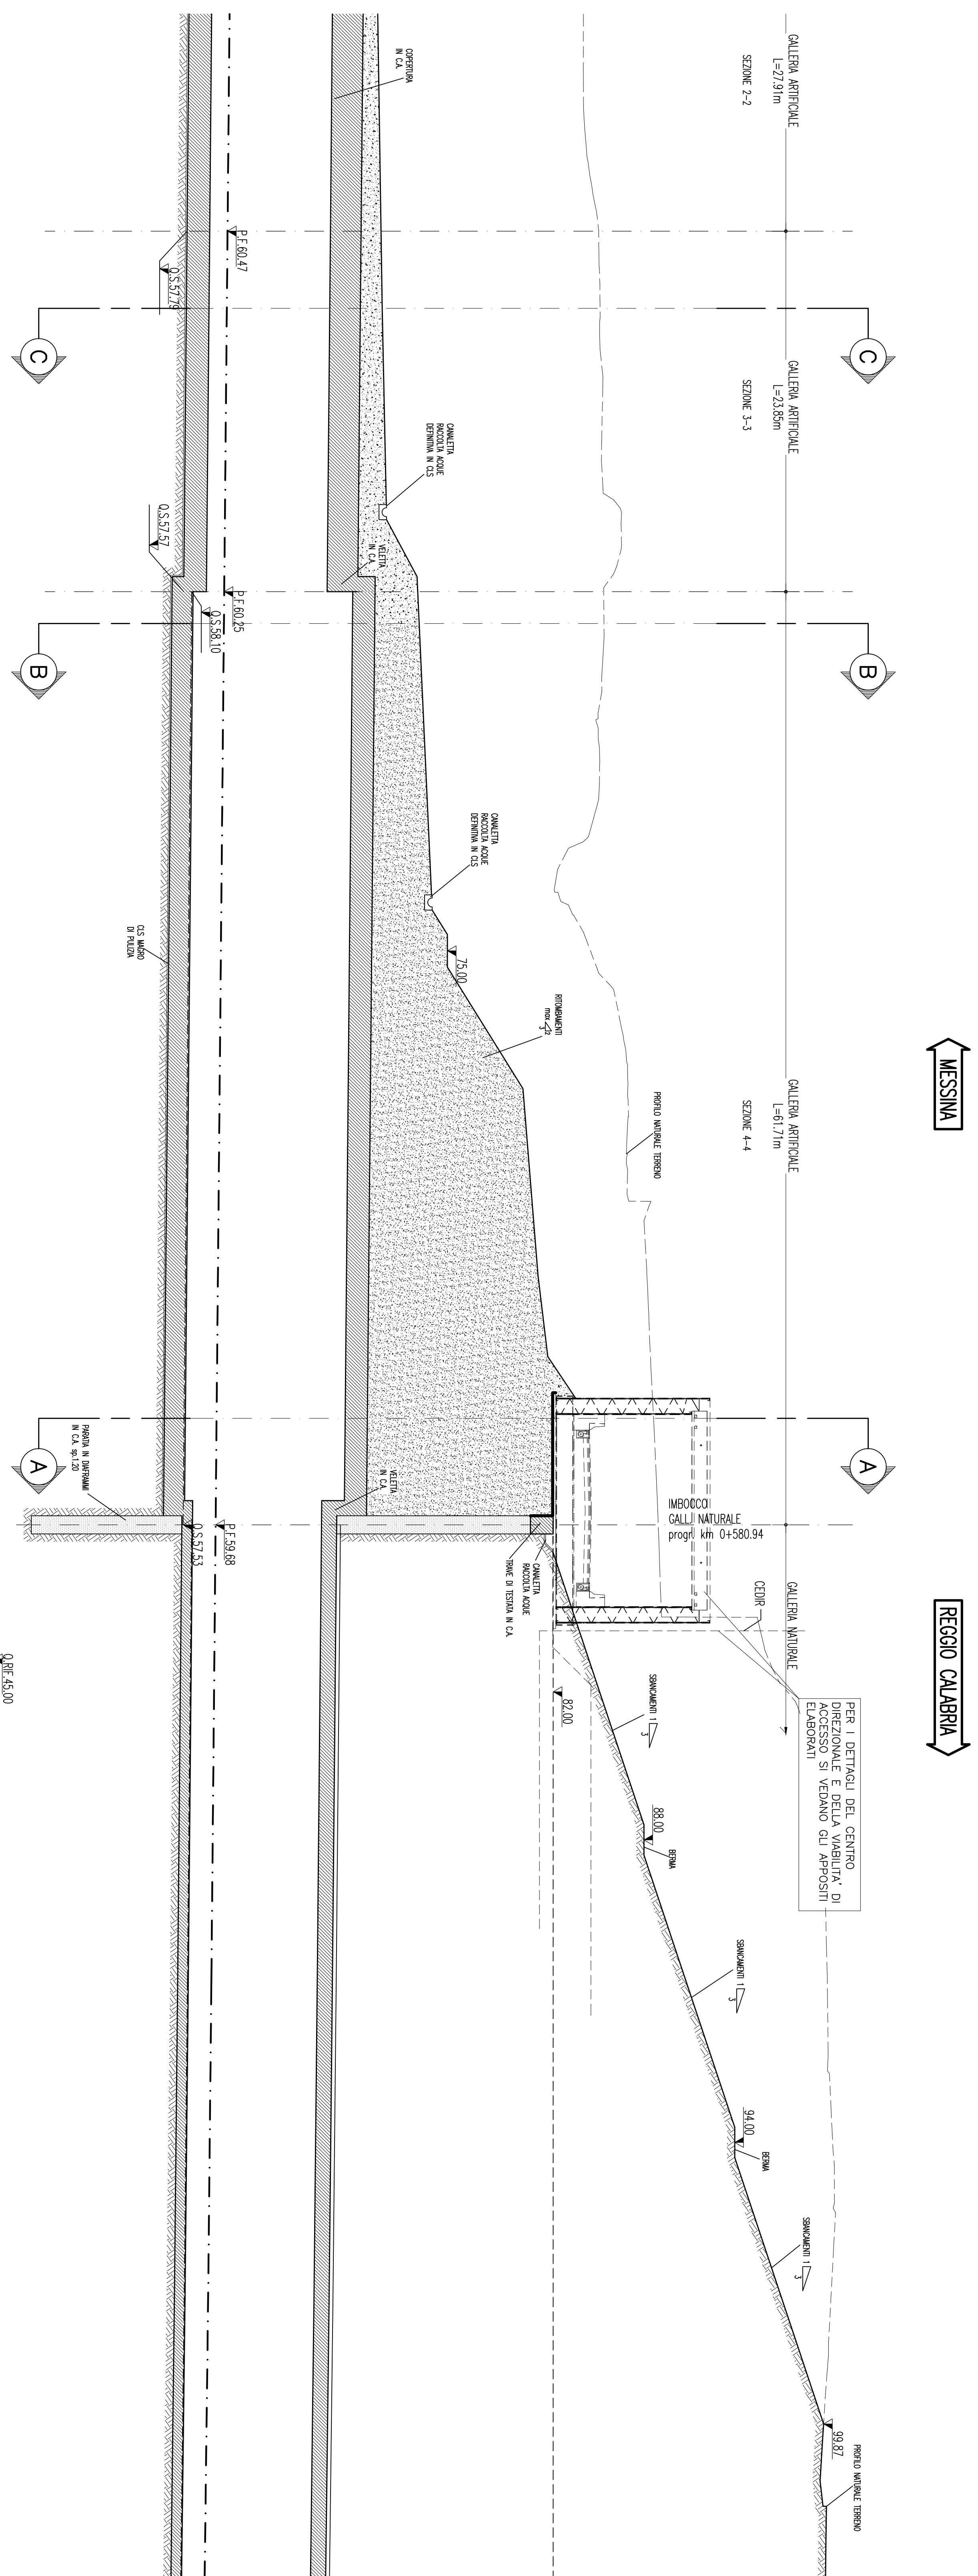 MESSINA
REGGIO CALABRIA
GALLERIA ARTIFICIALE
L=27.91m
SEZIONE 2-2
GALLERIA ARTIFICIALE
L=23.85m
SEZIONE 3-3
GALLERIA ARTIFICIALE
L=61.71m
SEZIONE 4-4
GALLERIA NATURALE
C
B
A
IMBOCCO
GALL. NATURALE
progr. km 0+580.94
CEDIR
PER I DETTAGLI DEL CENTRO
DIREZIONALE E DELLA VIABILITA' DI
ACCESSO SI VEDANO GLI APPOSITI
ELABORATI
PROFILO NATURALE TERRENO
COPERTURA
IN C.A.
CANALETTA
RACCOLTA ACQUE
DEFINITIVA IN CLS
VELETTA
IN C.A.
CANALETTA
RACCOLTA ACQUE
DEFINITIVA IN CLS
75.00
RITOMBAMENTI
max. 2
3
VELETTA
IN C.A.
CANALETTA
RACCOLTA ACQUE
TRAVE DI TESTATA IN C.A.
82.00
SBANCAMENTI 1
3
88.00
BERMA
SBANCAMENTI 1
3
94.00
BERMA
SBANCAMENTI 1
3
99.87
PROFILO NATURALE TERRENO
P.F.60.47
Q.S.57.79
P.F.60.25
Q.S.58.10
Q.S.57.57
CLS MAGRO
DI PULIZIA
P.F.59.68
Q.S.57.53
PARATIA IN DIAFRAMMI
IN C.A. sp.1.20
C
B
A
Q.RIF.45.00